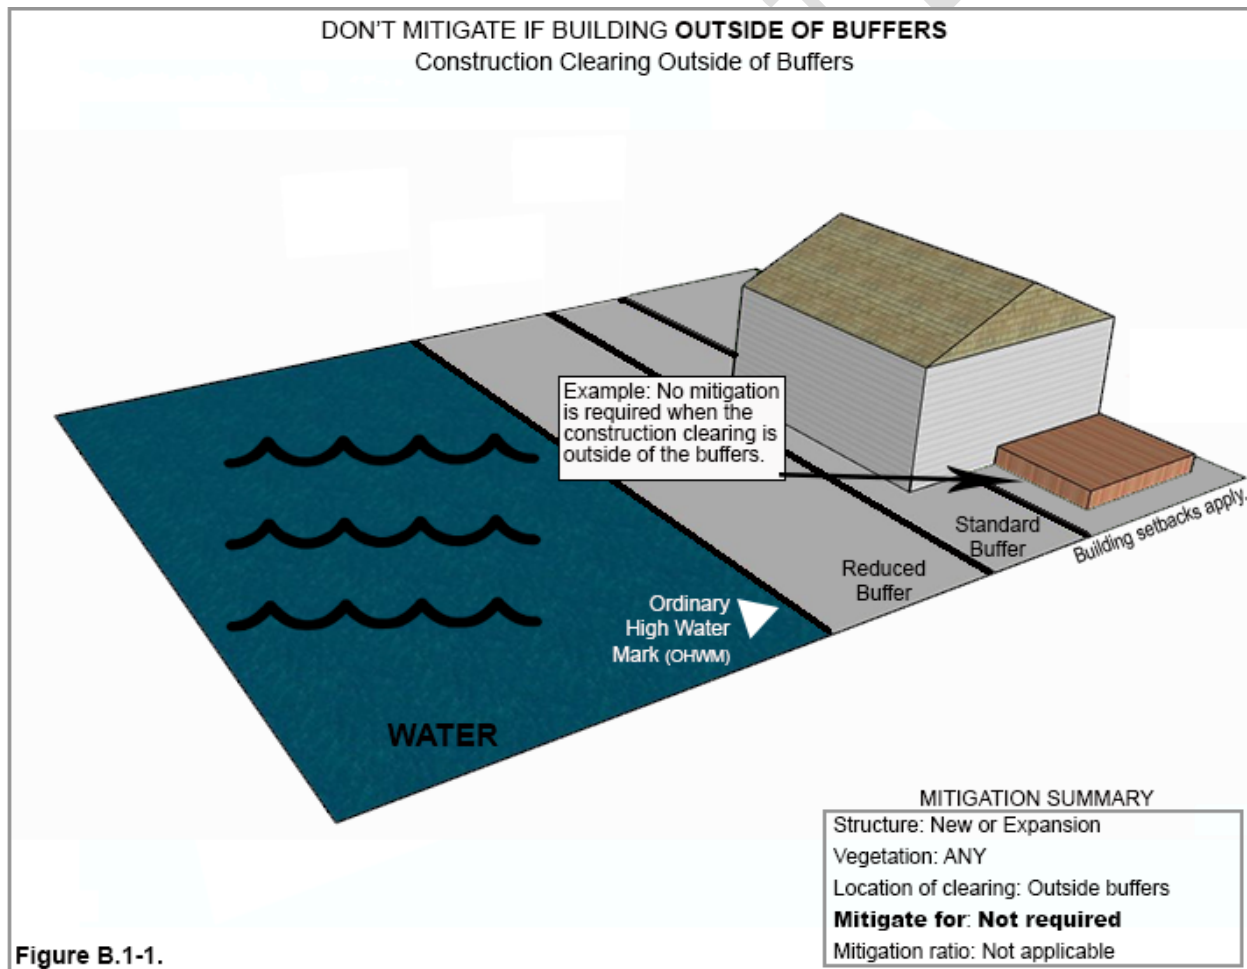 DON'T MITIGATE IF BUILDING OUTSIDE OF BUFFERS
Construction Clearing Outside of Buffers
Example: No mitigation
is required when the
construction clearing is
outside of the buffers.
Standard
Buffer
Building setbacks apply.
Reduced
Buffer
Ordinary
High Water
Mark (OHWM)
WATER
MITIGATION SUMMARY
Structure: New or Expansion
Vegetation: ANY
Location of clearing: Outside buffers
Mitigate for: Not required
Mitigation ratio: Not applicable
Figure B.1-1.